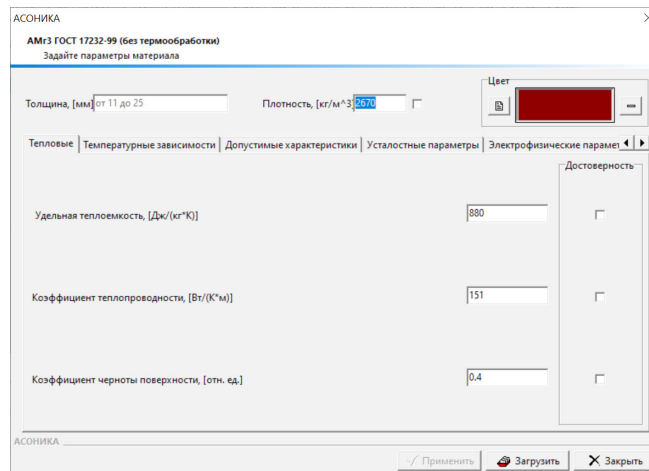 АСОНИКА
АМг3 ГОСТ 17232-99 (без термообработки)
Задайте параметры материала
Толщина, [мм] от 11 до 25 Плотность, [кг/м^3] 2670 Цвет
Тепловые Температурные зависимости Допустимые характеристики Усталостные параметры Электрофизические парамет
Достоверность
Удельная теплоемкость, [Дж/(кг*К)] 880
Коэффициент теплопроводности, [Вт/(К*м)] 151
Коэффициент черноты поверхности, [отн. ед.] 0.4
АСОНИКА
Применить Загрузить Закрыть